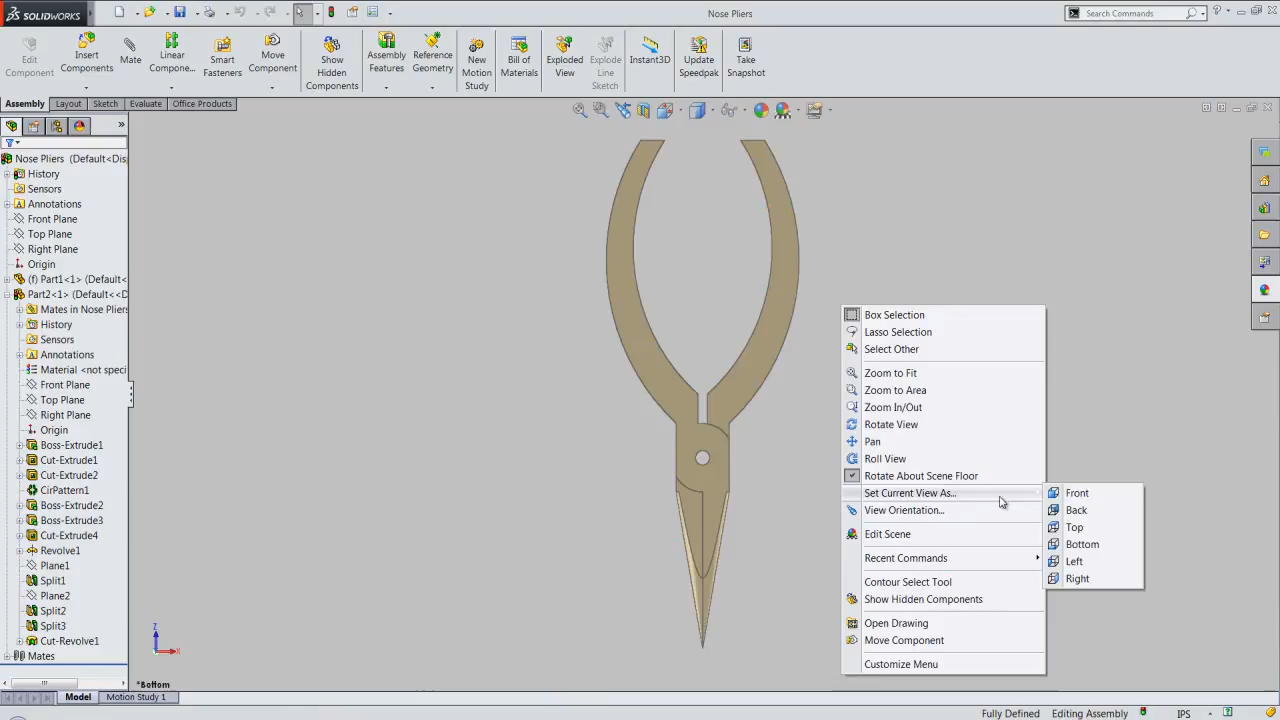 SOLIDWORKS
Nose Pliers
Search Commands
Edit
Component
Insert
Components
Mate
Linear
Compone...
Smart
Fasteners
Move
Component
Show
Hidden
Components
Assembly
Features
Reference
Geometry
New
Motion
Study
Bill of
Materials
Exploded
View
Explode
Line
Sketch
Instant3D
Update
Speedpak
Take
Snapshot
Assembly
Layout
Sketch
Evaluate
Office Products
Nose Pliers (Default<Dis
History
Sensors
Annotations
Front Plane
Top Plane
Right Plane
Origin
(f) Part1<1> (Default<
Part2<1> (Default<<D
Mates in Nose Pliers
History
Sensors
Annotations
Material <not speci
Front Plane
Top Plane
Right Plane
Origin
Boss-Extrude1
Cut-Extrude1
Cut-Extrude2
CirPattern1
Boss-Extrude2
Boss-Extrude3
Cut-Extrude4
Revolve1
Plane1
Split1
Plane2
Split2
Split3
Cut-Revolve1
Mates
Box Selection
Lasso Selection
Select Other
Zoom to Fit
Zoom to Area
Zoom In/Out
Rotate View
Pan
Roll View
Rotate About Scene Floor
Set Current View As...
View Orientation...
Edit Scene
Recent Commands
Contour Select Tool
Show Hidden Components
Open Drawing
Move Component
Customize Menu
Front
Back
Top
Bottom
Left
Right
Z
X
*Bottom
Model
Motion Study 1
Fully Defined
Editing Assembly
IPS